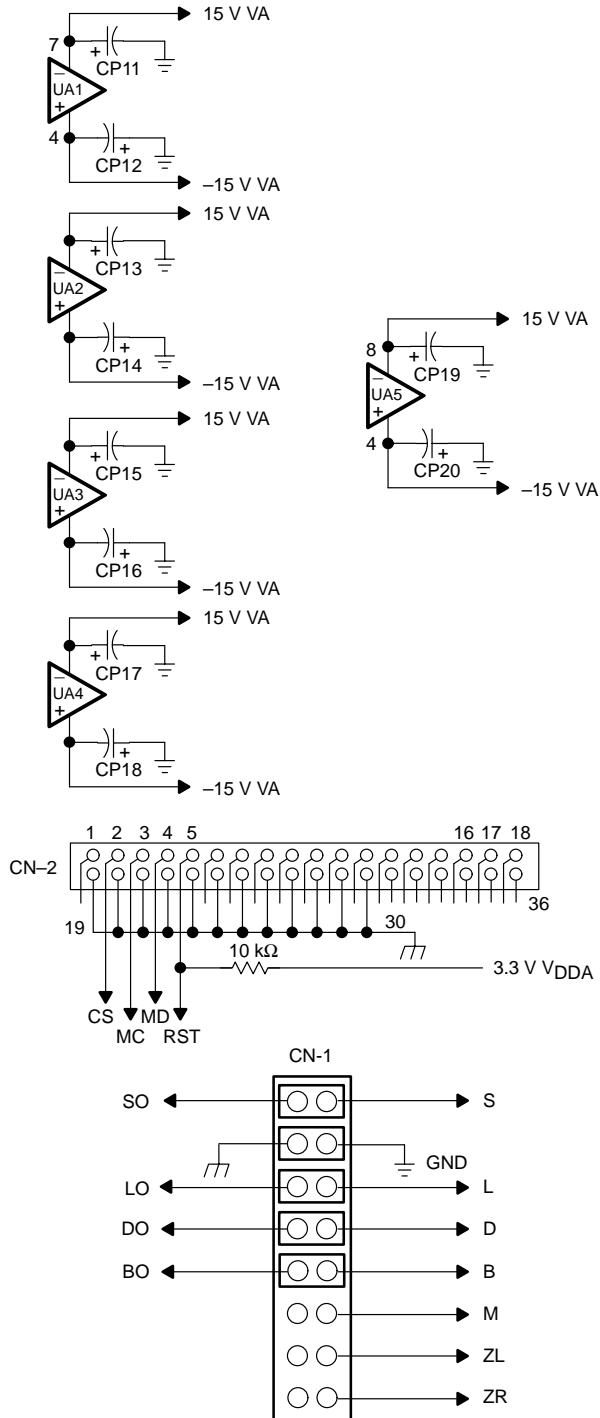 15 V VA
7
+
CP11
−
UA1
+
4
+
CP12
–15 V VA
15 V VA
+
CP13
−
UA2
+
+
CP14
–15 V VA
15 V VA
+
CP15
−
UA3
+
+
CP16
–15 V VA
15 V VA
+
CP17
−
UA4
+
+
CP18
–15 V VA
15 V VA
8
+
CP19
−
UA5
+
4
+
CP20
–15 V VA
1 2 3 4 5 16 17 18
CN–2
36
19 30
10 kΩ
3.3 V VDDA
CS MD
MC RST
CN-1
SO S
GND
LO L
DO D
BO B
M
ZL
ZR